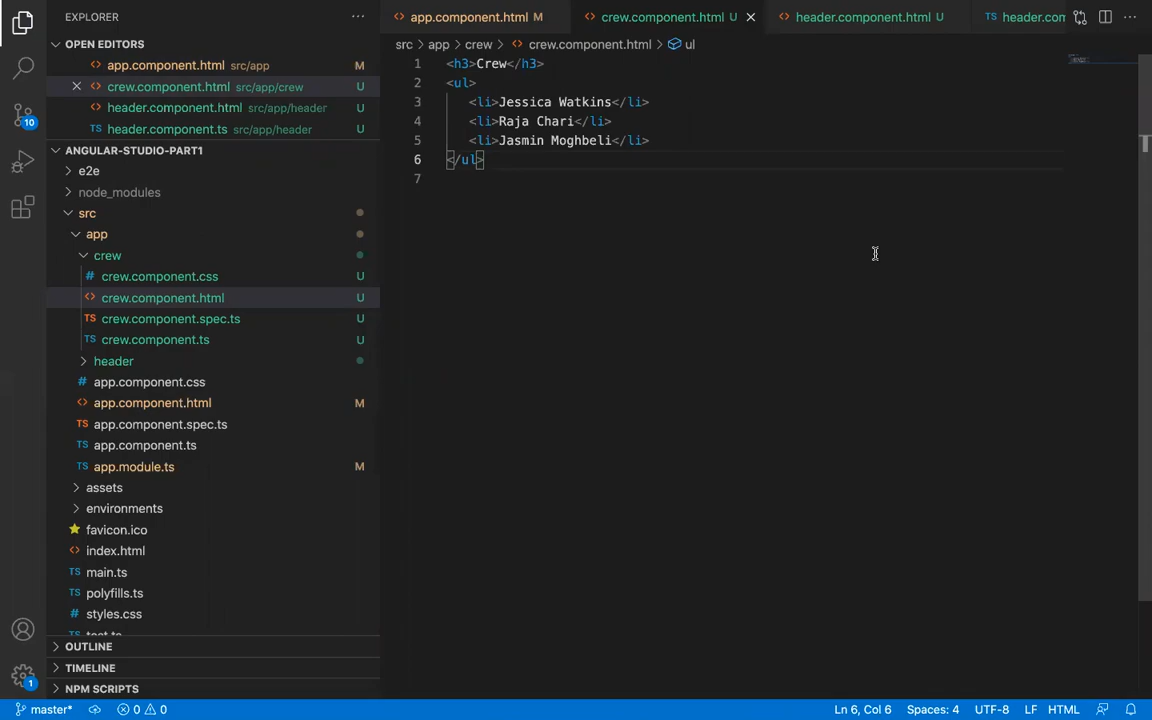 EXPLORER
OPEN EDITORS
app.component.html src/app M
crew.component.html src/app/crew U
header.component.html src/app/header U
header.component.ts src/app/header U
ANGULAR-STUDIO-PART1
e2e
node_modules
src
app
crew
crew.component.css U
crew.component.html U
crew.component.spec.ts U
crew.component.ts U
header
app.component.css
app.component.html M
app.component.spec.ts
app.component.ts
app.module.ts M
assets
environments
favicon.ico
index.html
main.ts
polyfills.ts
styles.css
test.ts
OUTLINE
TIMELINE
NPM SCRIPTS
10
1
app.component.html M
crew.component.html U
header.component.html U
TS header.com
src > app > crew > crew.component.html > ul
1 <h3>Crew</h3>
2 <ul>
3 <li>Jessica Watkins</li>
4 <li>Raja Chari</li>
5 <li>Jasmin Moghbeli</li>
6 </ul>
7
master* 0 0 Ln 6, Col 6 Spaces: 4 UTF-8 LF HTML